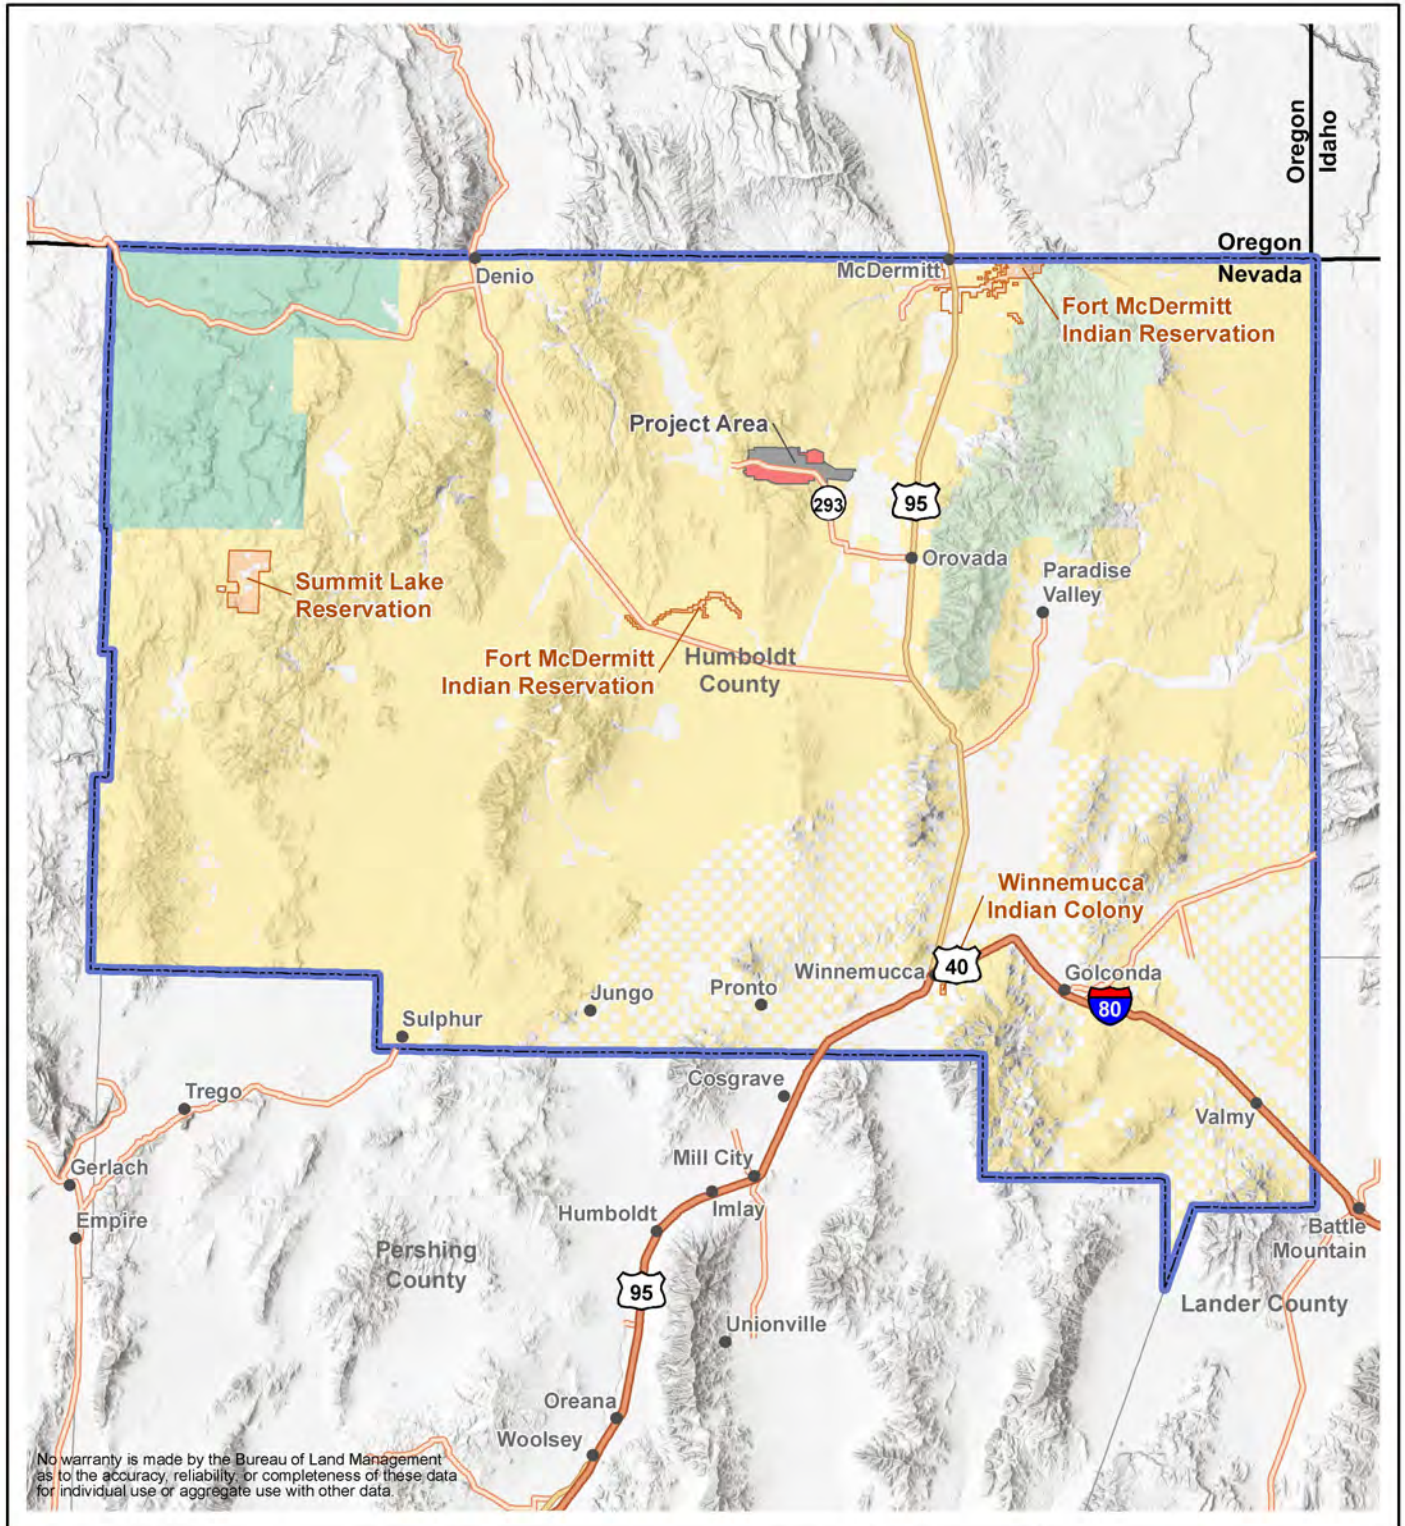 Oregon
Idaho
Oregon
Nevada
Denio
McDermitt
Fort McDermitt
Indian Reservation
Project Area
293
95
Orovada
Paradise
Valley
Summit Lake
Reservation
Fort McDermitt
Indian Reservation
Humboldt
County
Winnemucca
Indian Colony
Winnemucca
40
Golconda
80
Jungo
Pronto
Sulphur
Trego
Cosgrave
Valmy
Gerlach
Mill City
Imlay
Empire
Humboldt
Battle
Mountain
Pershing
County
95
Lander County
Unionville
Oreana
Woolsey
No warranty is made by the Bureau of Land Management
as to the accuracy, reliability, or completeness of these data
for individual use or aggregate use with other data.